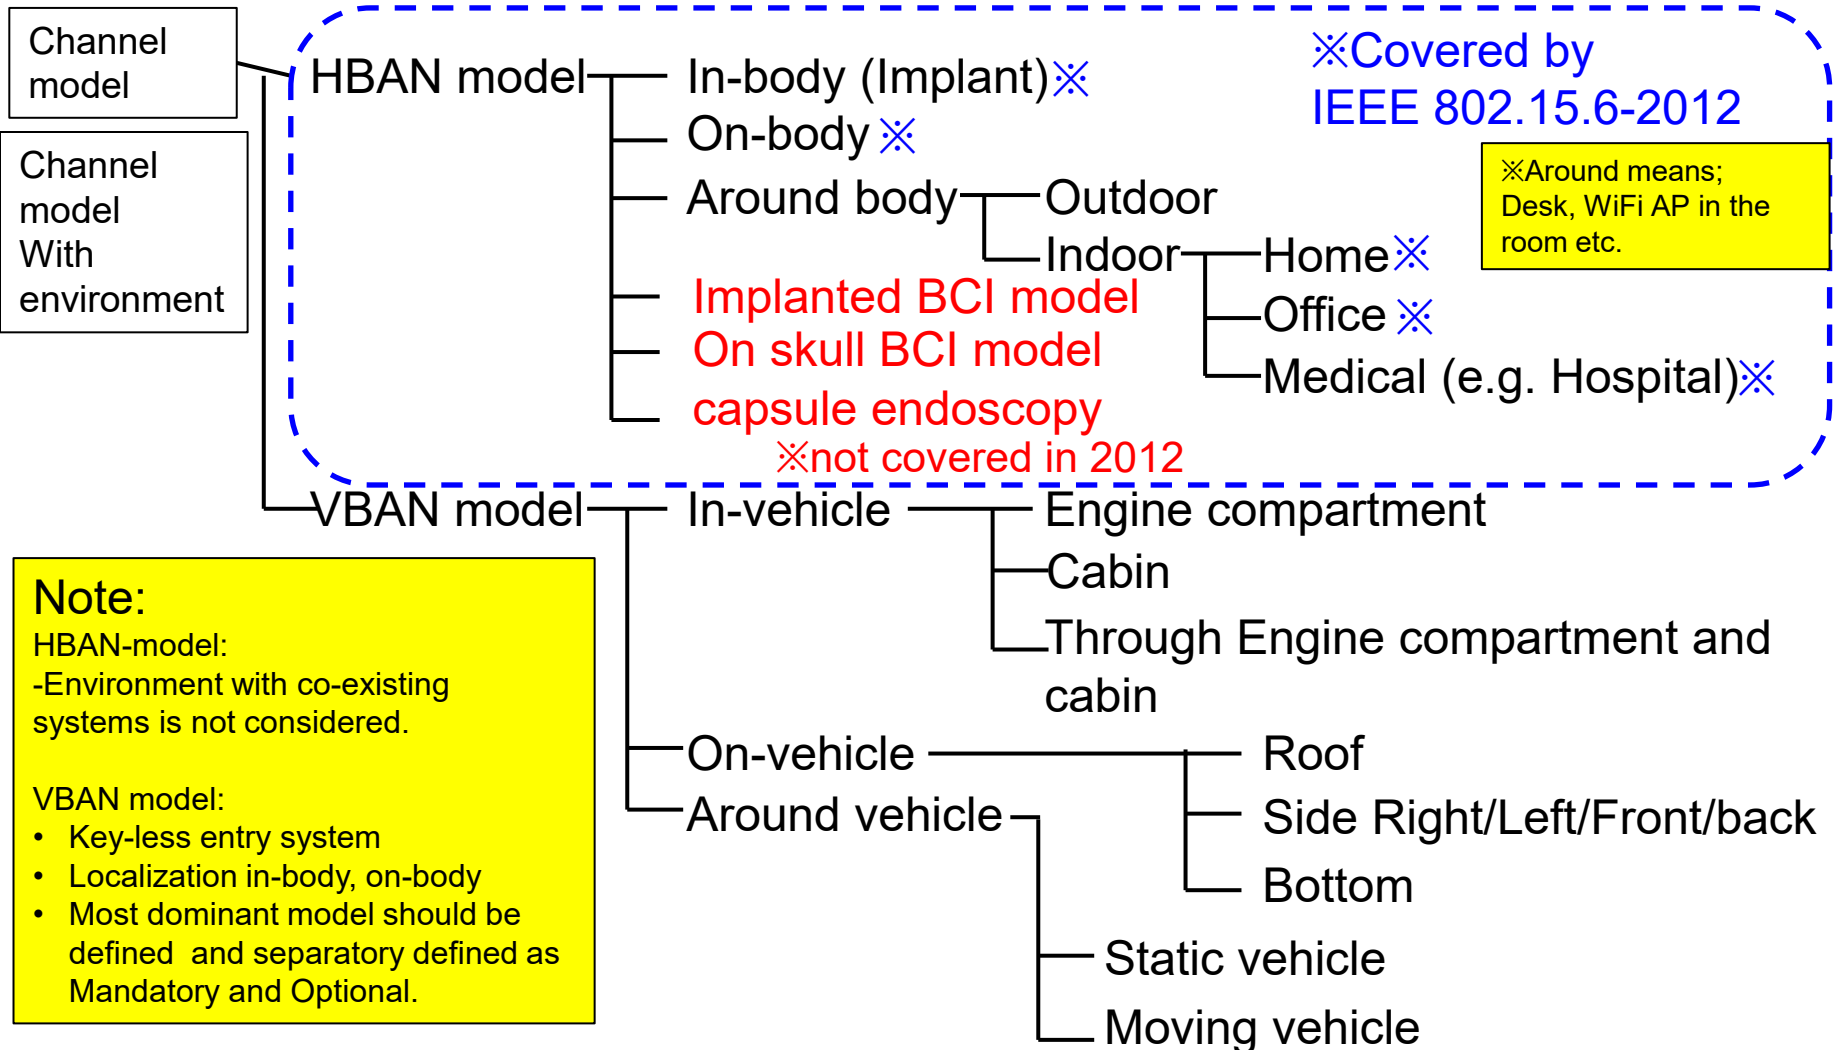 Channel
model
Channel
model
With
environment
HBAN model
In-body (Implant)※
On-body ※
Around body
Outdoor
Indoor
Home※
Office ※
Medical (e.g. Hospital)※
Implanted BCI model
On skull BCI model
capsule endoscopy
※not covered in 2012
※Covered by
IEEE 802.15.6-2012
※Around means;
Desk, WiFi AP in the
room etc.
VBAN model
In-vehicle
Engine compartment
Cabin
Through Engine compartment and
cabin
On-vehicle
Roof
Side Right/Left/Front/back
Bottom
Around vehicle
Static vehicle
Moving vehicle
Note:
HBAN-model:
-Environment with co-existing
systems is not considered.
VBAN model:
• Key-less entry system
• Localization in-body, on-body
• Most dominant model should be
defined and separatory defined as
Mandatory and Optional.